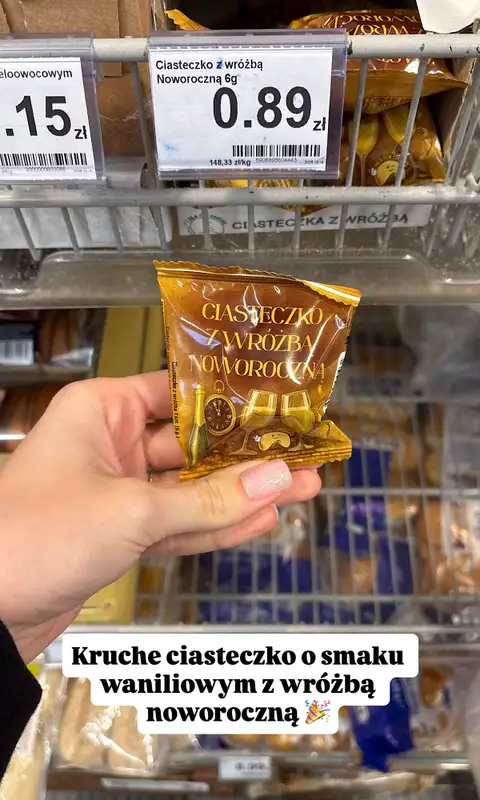 eloowocowym
.15 zł
Ciasteczko z wróżbą
Noworoczną 6g
0.89 zł
148,33 zł/kg
CIASTECZKA Z WRÓŻBĄ
CIASTECZKO
Z WRÓŻBĄ
NOWOROCZNĄ
Kruche ciasteczko o smaku
waniliowym z wróżbą
noworoczną 🎉